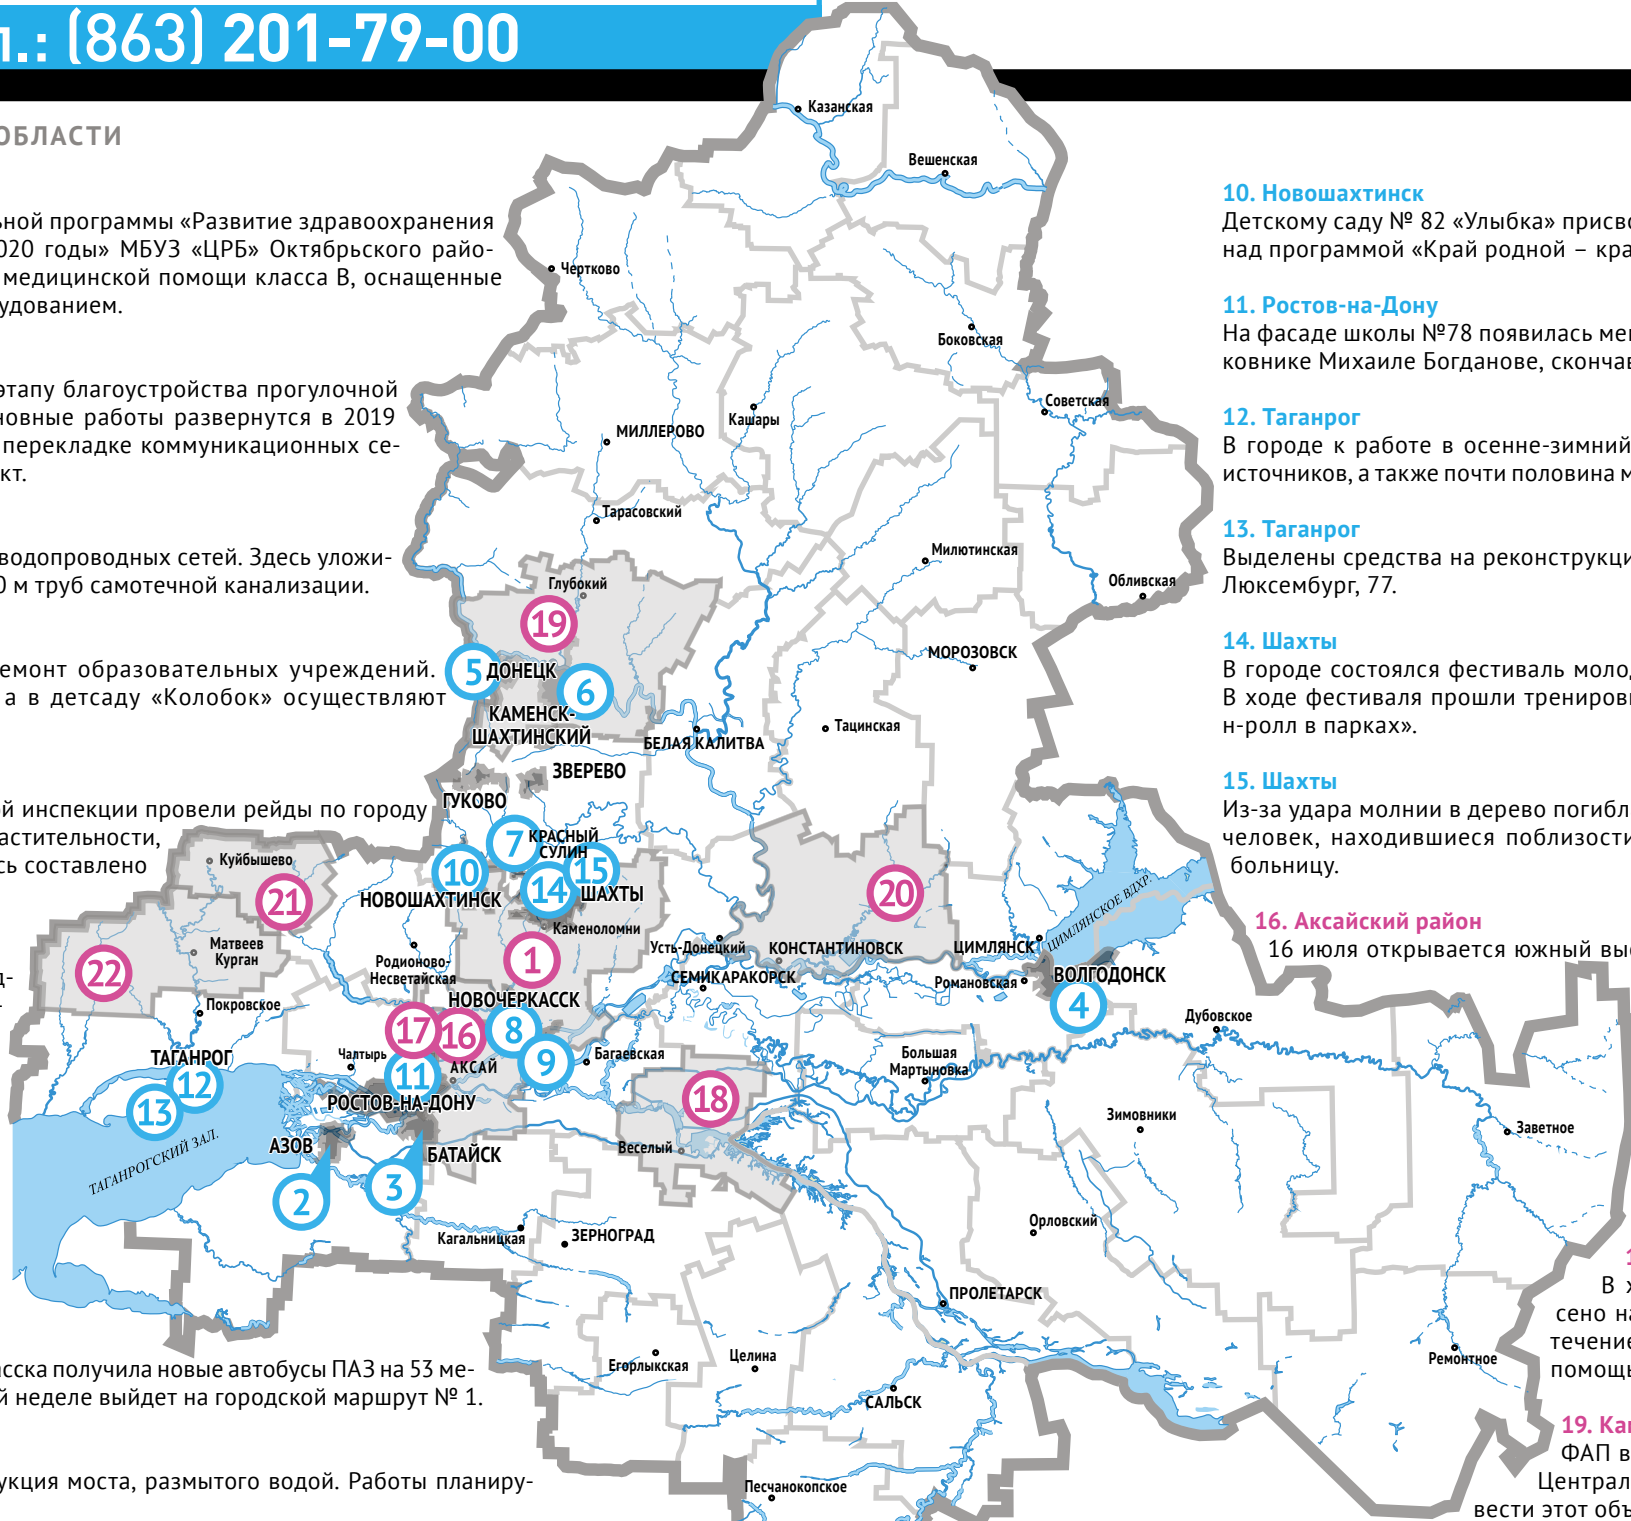 л.: (863) 201-79-00
ОБЛАСТИ
ьной программы «Развитие здравоохранения
020 годы» МБУЗ «ЦРБ» Октябрьского райо-
медицинской помощи класса В, оснащенные
удованием.
этапу благоустройства прогулочной
новные работы развернутся в 2019
перекладке коммуникационных се-
кт.
водопроводных сетей. Здесь уложи-
0 м труб самотечной канализации.
емонт образовательных учреждений.
а в детсаду «Колобок» осуществляют
ой инспекции провели рейды по городу
астительности,
сь составлено
д-
-
асска получила новые автобусы ПАЗ на 53 ме-
й неделе выйдет на городской маршрут № 1.
укция моста, размытого водой. Работы планиру-
Казанская
Вешенская
Чертково
Боковская
Советская
Кашары
МИЛЛЕРОВО
Тарасовский
Милютинская
Обливская
Глубокий
19
5
ДОНЕЦК
6
КАМЕНСК-
ШАХТИНСКИЙ
МОРОЗОВСК
Тацинская
БЕЛАЯ КАЛИТВА
ЗВЕРЕВО
ГУКОВО
7
КРАСНЫЙ
СУЛИН
10
15
14
ШАХТЫ
НОВОШАХТИНСК
Каменоломни
20
Куйбышево
21
22
Матвеев
Курган
Покровское
Родионово-
Несветайская
1
Усть-Донецкий
КОНСТАНТИНОВСК
СЕМИКАРАКОРСК
ЦИМЛЯНСК
ЦИМЛЯНСКОЕ ВДХР.
Романовская
ВОЛГОДОНСК
4
НОВОЧЕРКАССК
17
16
8
9
Багаевская
Дубовское
Большая
Мартыновка
ТАГАНРОГ
12
13
Чалтырь
11
АКСАЙ
РОСТОВ-НА-ДОНУ
18
Зимовники
Заветное
ТАГАНРОГСКИЙ ЗАЛ.
АЗОВ
БАТАЙСК
Веселый
2
3
Кагальницкая
ЗЕРНОГРАД
Орловский
ПРОЛЕТАРСК
Егорлыкская
Целина
САЛЬСК
Ремонтное
Песчанокопское
10. Новошахтинск
Детскому саду № 82 «Улыбка» присво
над программой «Край родной – кра
11. Ростов-на-Дону
На фасаде школы №78 появилась мем
ковнике Михаиле Богданове, скончав
12. Таганрог
В городе к работе в осенне-зимний
источников, а также почти половина м
13. Таганрог
Выделены средства на реконструкци
Люксембург, 77.
14. Шахты
В городе состоялся фестиваль молод
В ходе фестиваля прошли тренировк
н-ролл в парках».
15. Шахты
Из-за удара молнии в дерево погибл
человек, находившиеся поблизости
больницу.
16. Аксайский район
16 июля открывается южный выс
1
В х
сено на
течение
помощь
19. Кам
ФАП в
Централ
вести этот объ